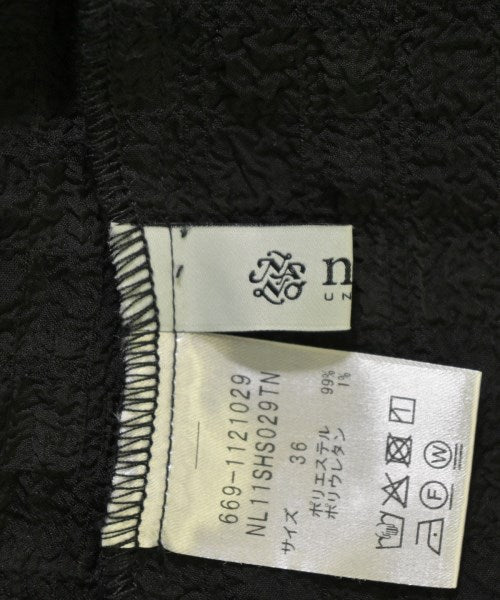 n
669-1121029
NL11SHS029TN
サイズ 36
ポリエステル 99%
ポリウレタン 1%
F W